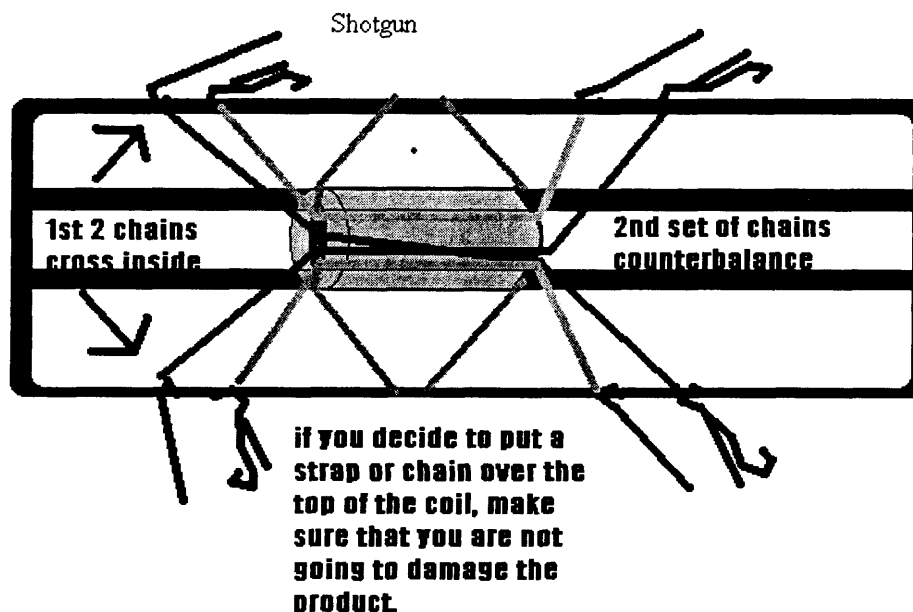 Shotgun
1st 2 chains
cross inside
2nd set of chains
counterbalance
if you decide to put a
strap or chain over the
top of the coil, make
sure that you are not
going to damage the
product.